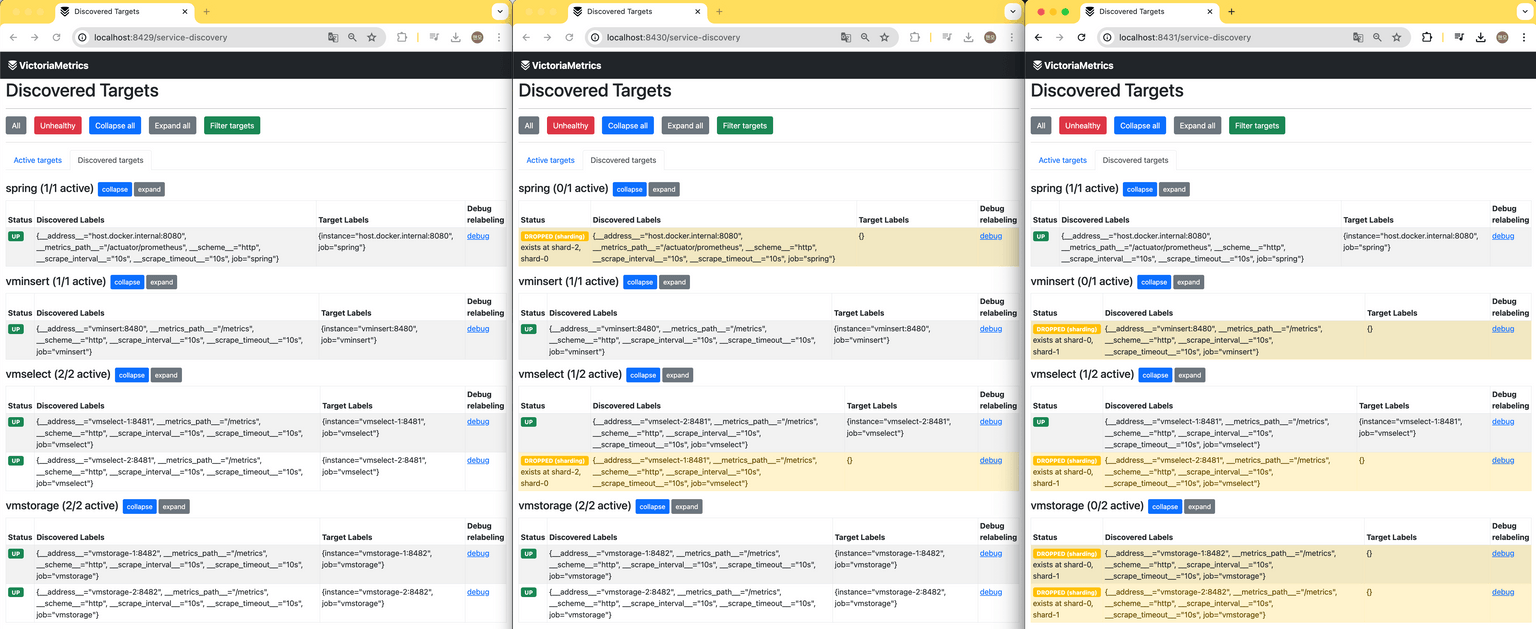 Discovered Targets
localhost:8429/service-discovery
VictoriaMetrics
Discovered Targets
All Unhealthy Collapse all Expand all Filter targets
Active targets Discovered targets
spring (1/1 active) collapse expand
Status Discovered Labels Target Labels Debug relabeling
UP {__address__="host.docker.internal:8080", {instance="host.docker.internal:8080", debug
__metrics_path__="/actuator/prometheus", __scheme__="http", job="spring"}
__scrape_interval__="10s", __scrape_timeout__="10s", job="spring"}
vminsert (1/1 active) collapse expand
Status Discovered Labels Target Labels Debug relabeling
UP {__address__="vminsert:8480", __metrics_path__="/metrics", {instance="vminsert:8480", debug
__scheme__="http", __scrape_interval__="10s", __scrape_timeout__="10s", job="vminsert"}
job="vminsert"}
vmselect (2/2 active) collapse expand
Status Discovered Labels Target Labels Debug relabeling
UP {__address__="vmselect-1:8481", __metrics_path__="/metrics", {instance="vmselect-1:8481", debug
__scheme__="http", __scrape_interval__="10s", __scrape_timeout__="10s", job="vmselect"}
job="vmselect"}
UP {__address__="vmselect-2:8481", __metrics_path__="/metrics", {instance="vmselect-2:8481", debug
__scheme__="http", __scrape_interval__="10s", __scrape_timeout__="10s", job="vmselect"}
job="vmselect"}
vmstorage (2/2 active) collapse expand
Status Discovered Labels Target Labels Debug relabeling
UP {__address__="vmstorage-1:8482", __metrics_path__="/metrics", {instance="vmstorage-1:8482", debug
__scheme__="http", __scrape_interval__="10s", __scrape_timeout__="10s", job="vmstorage"}
job="vmstorage"}
UP {__address__="vmstorage-2:8482", __metrics_path__="/metrics", {instance="vmstorage-2:8482", debug
__scheme__="http", __scrape_interval__="10s", __scrape_timeout__="10s", job="vmstorage"}
job="vmstorage"}
Discovered Targets
localhost:8430/service-discovery
VictoriaMetrics
Discovered Targets
All Unhealthy Collapse all Expand all Filter targets
Active targets Discovered targets
spring (0/1 active) collapse expand
Status Discovered Labels Target Labels Debug relabeling
DROPPED (sharding) {__address__="host.docker.internal:8080", {} debug
exists at shard-2, __metrics_path__="/actuator/prometheus", __scheme__="http",
shard-0 __scrape_interval__="10s", __scrape_timeout__="10s", job="spring"}
vminsert (1/1 active) collapse expand
Status Discovered Labels Target Labels Debug relabeling
UP {__address__="vminsert:8480", __metrics_path__="/metrics", {instance="vminsert:8480", debug
__scheme__="http", __scrape_interval__="10s", __scrape_timeout__="10s", job="vminsert"}
job="vminsert"}
vmselect (1/2 active) collapse expand
Status Discovered Labels Target Labels Debug relabeling
UP {__address__="vmselect-2:8481", __metrics_path__="/metrics", {instance="vmselect-2:8481", debug
__scheme__="http", __scrape_interval__="10s", job="vmselect"}
__scrape_timeout__="10s", job="vmselect"}
DROPPED (sharding) {__address__="vmselect-1:8481", __metrics_path__="/metrics", {} debug
exists at shard-2, __scheme__="http", __scrape_interval__="10s",
shard-0 __scrape_timeout__="10s", job="vmselect"}
vmstorage (2/2 active) collapse expand
Status Discovered Labels Target Labels Debug relabeling
UP {__address__="vmstorage-1:8482", __metrics_path__="/metrics", {instance="vmstorage-1:8482", debug
__scheme__="http", __scrape_interval__="10s", __scrape_timeout__="10s", job="vmstorage"}
job="vmstorage"}
UP {__address__="vmstorage-2:8482", __metrics_path__="/metrics", {instance="vmstorage-2:8482", debug
__scheme__="http", __scrape_interval__="10s", __scrape_timeout__="10s", job="vmstorage"}
job="vmstorage"}
Discovered Targets
localhost:8431/service-discovery
VictoriaMetrics
Discovered Targets
All Unhealthy Collapse all Expand all Filter targets
Active targets Discovered targets
spring (1/1 active) collapse expand
Status Discovered Labels Target Labels Debug relabeling
UP {__address__="host.docker.internal:8080", {instance="host.docker.internal:8080", debug
__metrics_path__="/actuator/prometheus", __scheme__="http", job="spring"}
__scrape_interval__="10s", __scrape_timeout__="10s", job="spring"}
vminsert (0/1 active) collapse expand
Status Discovered Labels Target Labels Debug relabeling
DROPPED (sharding) {__address__="vminsert:8480", __metrics_path__="/metrics", {} debug
exists at shard-0, __scheme__="http", __scrape_interval__="10s",
shard-1 __scrape_timeout__="10s", job="vminsert"}
vmselect (1/2 active) collapse expand
Status Discovered Labels Target Labels Debug relabeling
UP {__address__="vmselect-1:8481", __metrics_path__="/metrics", {instance="vmselect-1:8481", debug
__scheme__="http", __scrape_interval__="10s", job="vmselect"}
__scrape_timeout__="10s", job="vmselect"}
DROPPED (sharding) {__address__="vmselect-2:8481", __metrics_path__="/metrics", {} debug
exists at shard-0, __scheme__="http", __scrape_interval__="10s",
shard-1 __scrape_timeout__="10s", job="vmselect"}
vmstorage (0/2 active) collapse expand
Status Discovered Labels Target Labels Debug relabeling
DROPPED (sharding) {__address__="vmstorage-1:8482", __metrics_path__="/metrics", {} debug
exists at shard-0, __scheme__="http", __scrape_interval__="10s",
shard-1 __scrape_timeout__="10s", job="vmstorage"}
DROPPED (sharding) {__address__="vmstorage-2:8482", __metrics_path__="/metrics", {} debug
exists at shard-0, __scheme__="http", __scrape_interval__="10s",
shard-1 __scrape_timeout__="10s", job="vmstorage"}